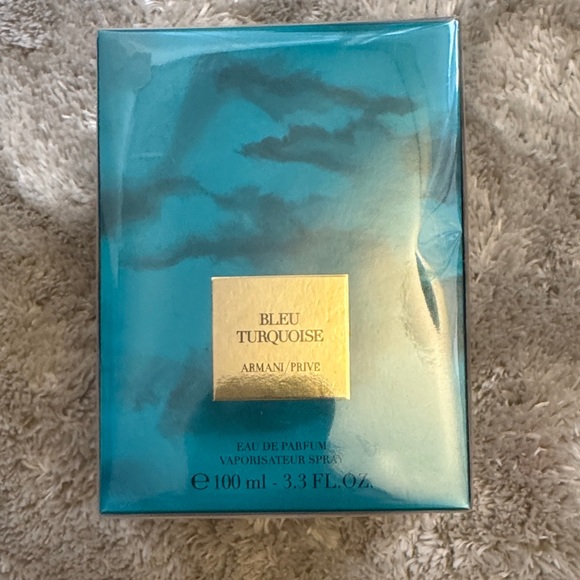 BLEU
TURQUOISE
ARMANI/PRIVE
EAU DE PARFUM
VAPORISATEUR SPRAY
℮ 100 ml - 3.3 FL.OZ.